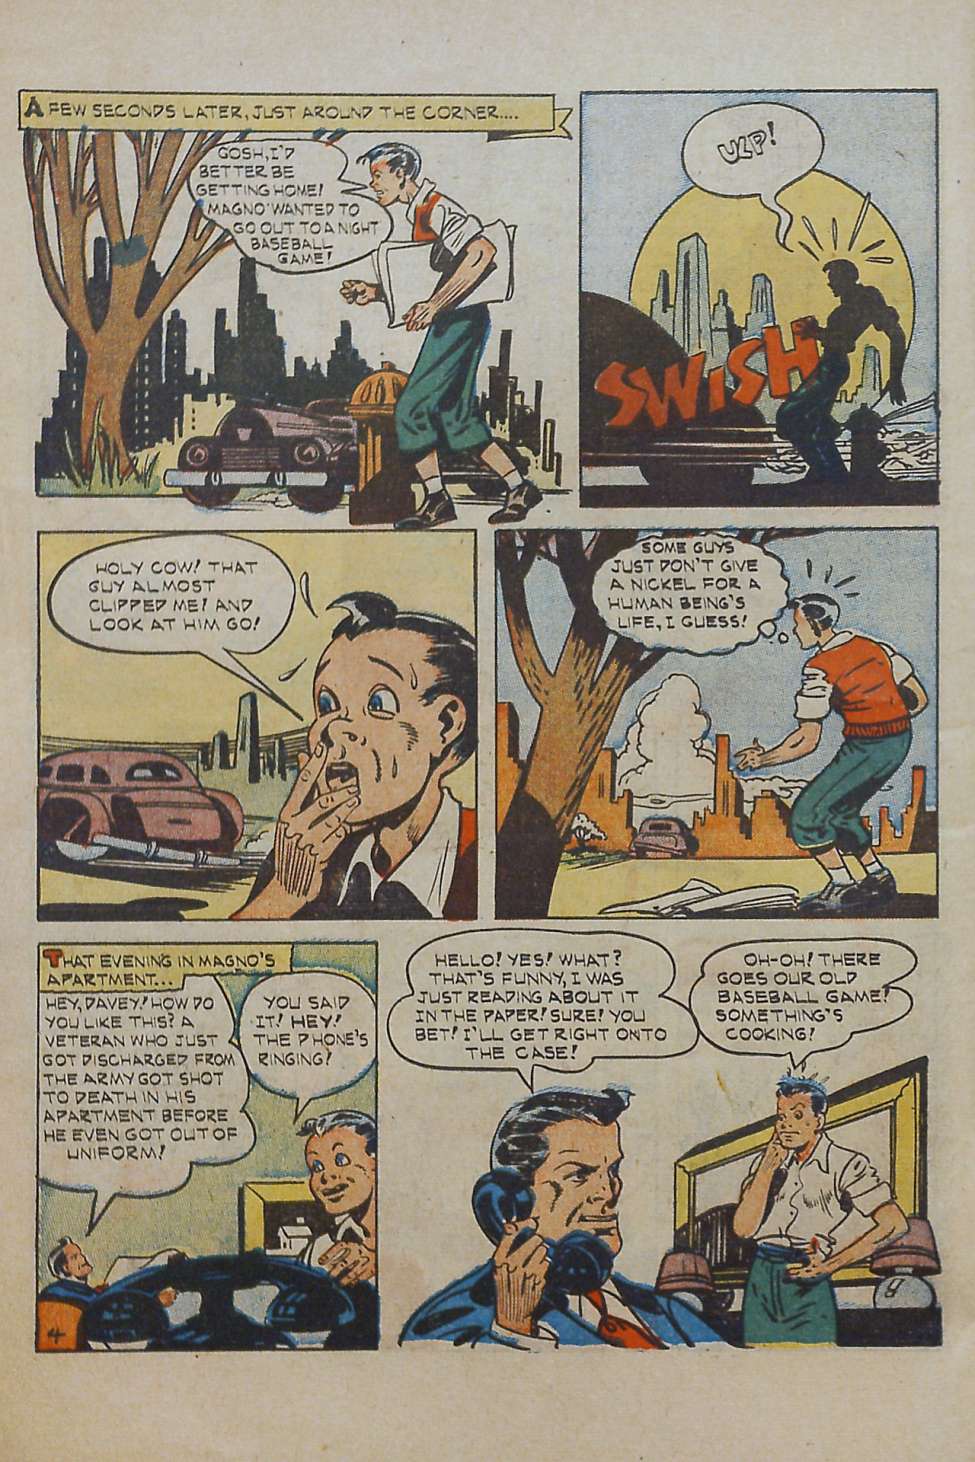 A FEW SECONDS LATER, JUST AROUND THE CORNER....
GOSH, I'D
BETTER BE
GETTING HOME!
MAGNO WANTED TO
GO OUT TO A NIGHT
BASEBALL
GAME!
ULP!
SWISH
HOLY COW! THAT
GUY ALMOST
CLIPPED ME! AND
LOOK AT HIM GO!
SOME GUYS
JUST DON'T GIVE
A NICKEL FOR A
HUMAN BEING'S
LIFE, I GUESS!
THAT EVENING IN MAGNO'S
APARTMENT...
HEY, DAVEY! HOW DO
YOU LIKE THIS? A
VETERAN WHO JUST
GOT DISCHARGED FROM
THE ARMY GOT SHOT
TO DEATH IN HIS
APARTMENT BEFORE
HE EVEN GOT OUT OF
UNIFORM!
YOU SAID
IT! HEY!
THE PHONE'S
RINGING!
4
HELLO! YES! WHAT?
THAT'S FUNNY, I WAS
JUST READING ABOUT IT
IN THE PAPER! SURE! YOU
BET! I'LL GET RIGHT ONTO
THE CASE!
OH-OH! THERE
GOES OUR OLD
BASEBALL GAME!
SOMETHING'S
COOKING!